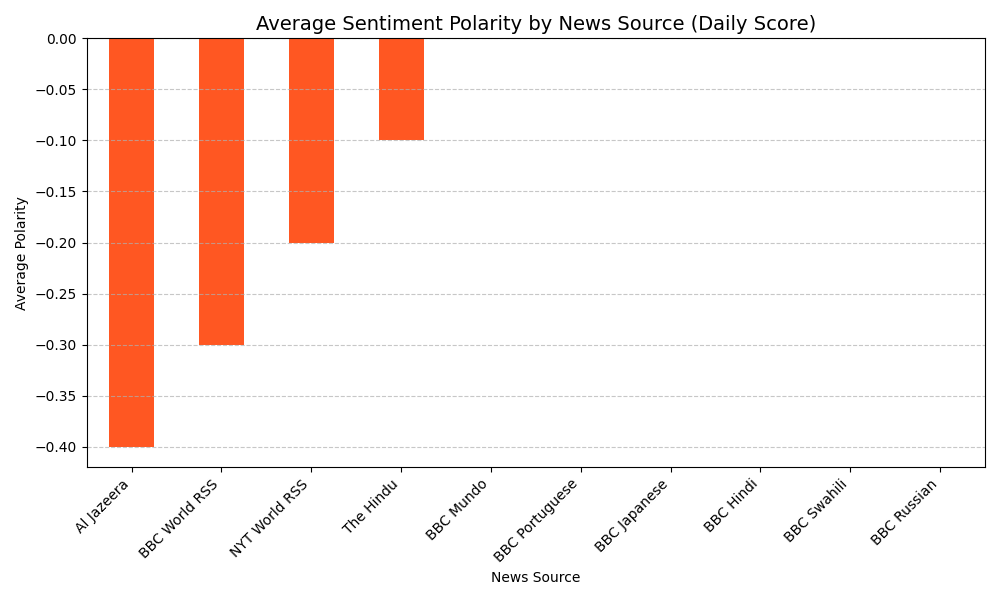 Average Sentiment Polarity by News Source (Daily Score)
Average Polarity
0.00
−0.05
−0.10
−0.15
−0.20
−0.25
−0.30
−0.35
−0.40
Al Jazeera
BBC World RSS
NYT World RSS
The Hindu
BBC Mundo
BBC Portuguese
BBC Japanese
BBC Hindi
BBC Swahili
BBC Russian
News Source